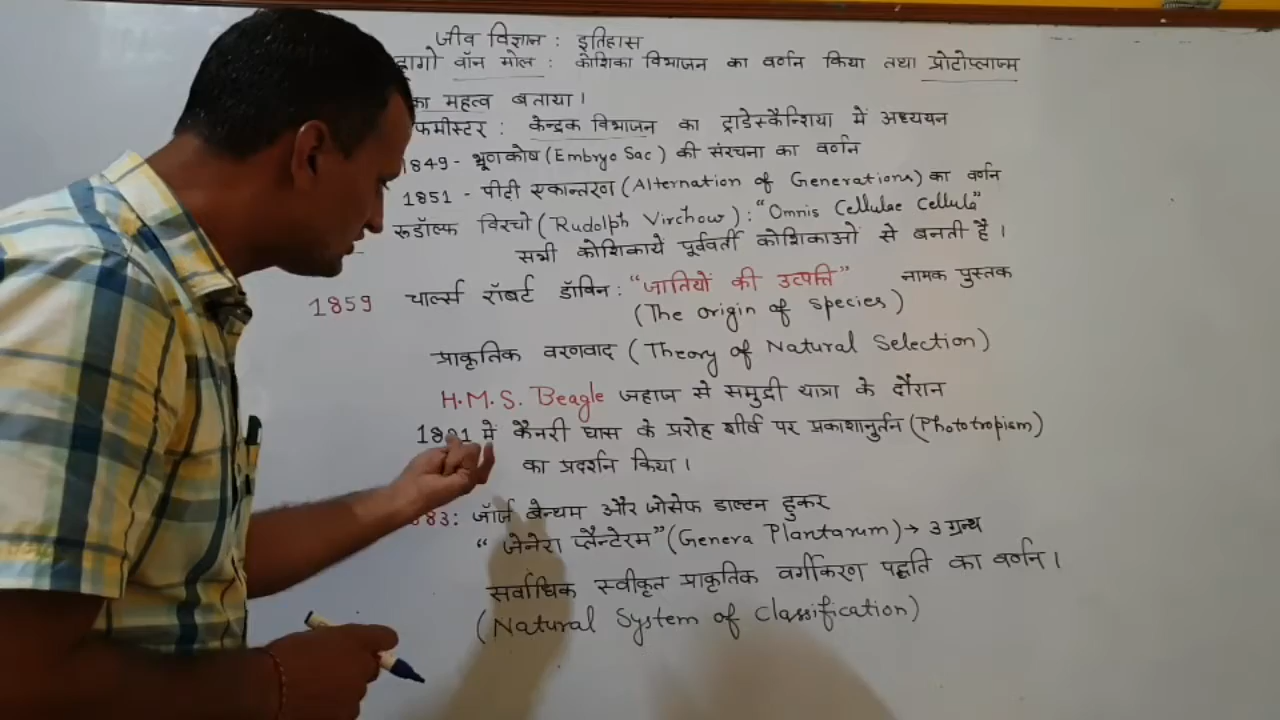 जीव विज्ञान : इतिहास
ह्यूगो वॉन मोल : कोशिका विभाजन का वर्णन किया तथा प्रोटोप्लाज्म
का महत्व बताया ।
फमीस्टर : केन्द्रक विभाजन का ट्राडेस्कैन्शिया में अध्ययन
1849 - भ्रूणकोष (Embryo Sac) की संरचना का वर्णन
1851 - पीढ़ी एकान्तरण (Alternation of Generations) का वर्णन
रूडॉल्फ विरचो (Rudolph Virchow) : "Omnis Cellulae Cellula"
सभी कोशिकायें पूर्ववर्ती कोशिकाओं से बनती है ।
1859 चार्ल्स रॉबर्ट डॉविन : "जातियों की उत्पत्ति" नामक पुस्तक
(The origin of species)
प्राकृतिक वरणवाद (Theory of Natural Selection)
H.M.S. Beagle जहाज से समुद्री यात्रा के दौरान
में कैनरी घास के प्ररोह शीर्ष पर प्रकाशानुर्तन (Phototropism)
का प्रदर्शन किया ।
883: जॉर्ज बेन्थम और जोसेफ डाल्टन हुकर
"जेनेरा प्लैन्टेरम" (Genera Plantarum) → 3 ग्रन्थ
सर्वाधिक स्वीकृत प्राकृतिक वर्गीकरण पद्धति का वर्णन ।
(Natural System of Classification)